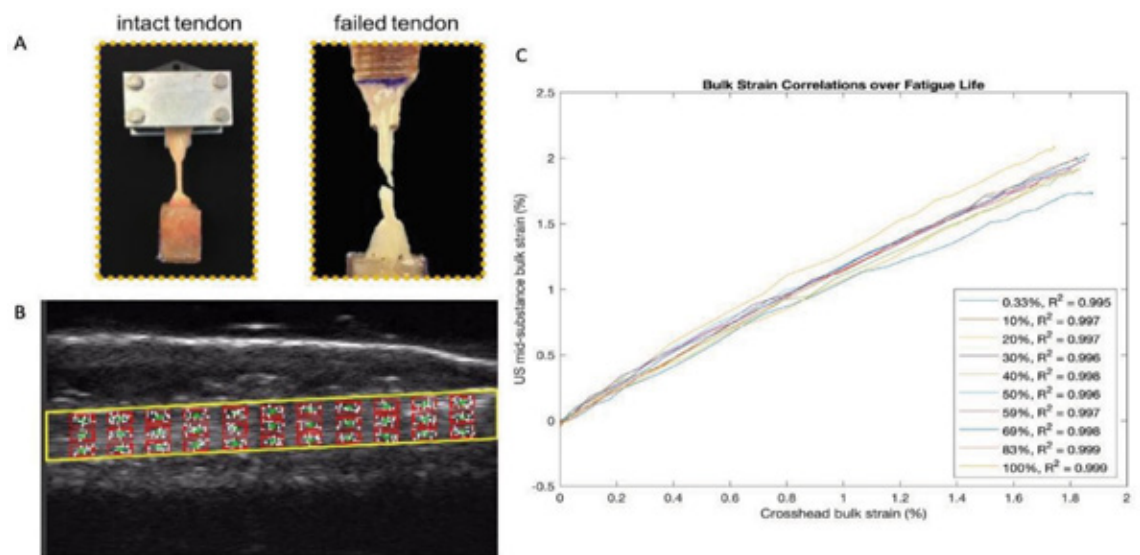 A
intact tendon
failed tendon
B
C
Bulk Strain Correlations over Fatigue Life
US mid-substance bulk strain (%)
2.5
2
1.5
1
0.5
0
-0.5
0
0.2
0.4
0.6
0.8
1
1.2
1.4
1.6
1.8
2
Crosshead bulk strain (%)
0.33%, R² = 0.995
10%, R² = 0.997
20%, R² = 0.997
30%, R² = 0.996
40%, R² = 0.998
50%, R² = 0.996
59%, R² = 0.997
69%, R² = 0.998
83%, R² = 0.999
100%, R² = 0.999